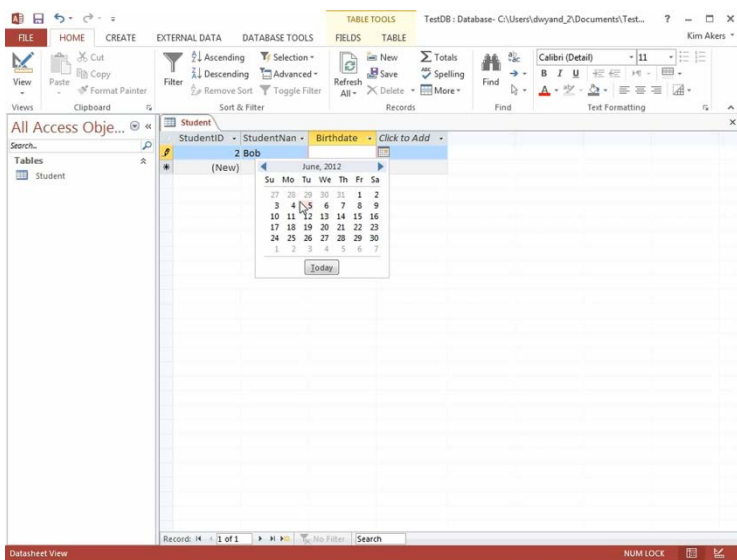 TABLE TOOLS
TestDB : Database- C:\Users\dwyand_2\Documents\Test...
?
FILE HOME CREATE EXTERNAL DATA DATABASE TOOLS FIELDS TABLE Kim Akers
View
Paste
Cut
Copy
Format Painter
Filter
Ascending
Descending
Remove Sort
Selection
Advanced
Toggle Filter
Refresh All
New
Save
Delete
Totals
Spelling
More
Find
Calibri (Detail) 11
B I U
Views Clipboard Sort & Filter Records Find Text Formatting
All Access Obje...
Search...
Tables
Student
Student
StudentID StudentNan Birthdate Click to Add
2 Bob
(New)
June, 2012
Su Mo Tu We Th Fr Sa
27 28 29 30 31 1 2
3 4 5 6 7 8 9
10 11 12 13 14 15 16
17 18 19 20 21 22 23
24 25 26 27 28 29 30
1 2 3 4 5 6 7
Today
Record: 1 of 1 No Filter Search
Datasheet View NUM LOCK